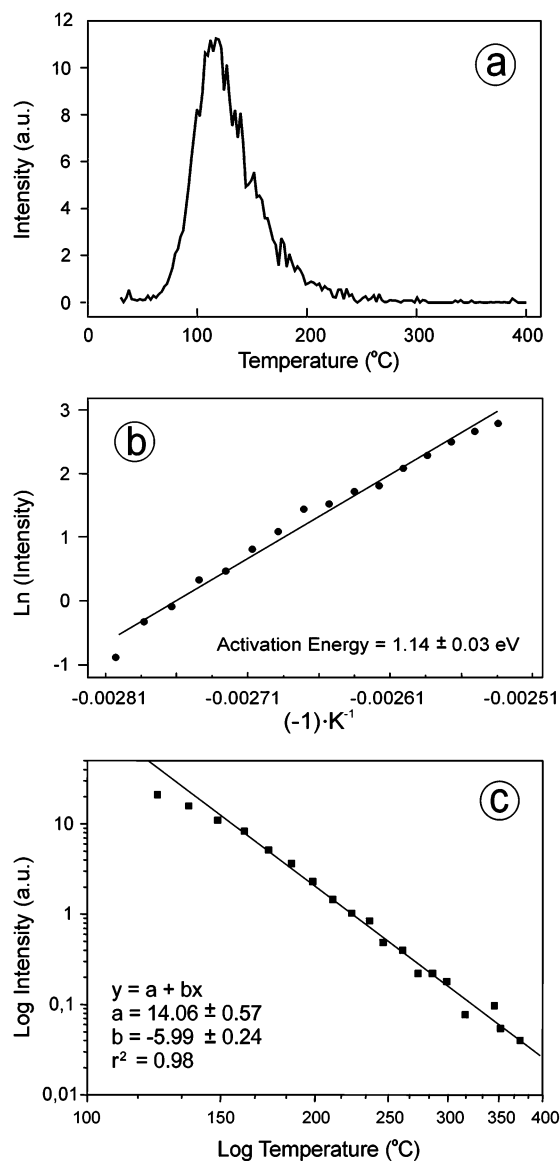 12
10
8
6
4
2
0
Intensity (a.u.)
a
0 100 200 300 400
Temperature (°C)
3
2
1
0
-1
Ln (Intensity)
b
Activation Energy = 1.14 ± 0.03 eV
-0.00281 -0.00271 -0.00261 -0.00251
(-1)·K⁻¹
c
10
1
0,1
0,01
Log Intensity (a.u.)
y = a + bx
a = 14.06 ± 0.57
b = -5.99 ± 0.24
r² = 0.98
100 150 200 250 300 350 400
Log Temperature (°C)